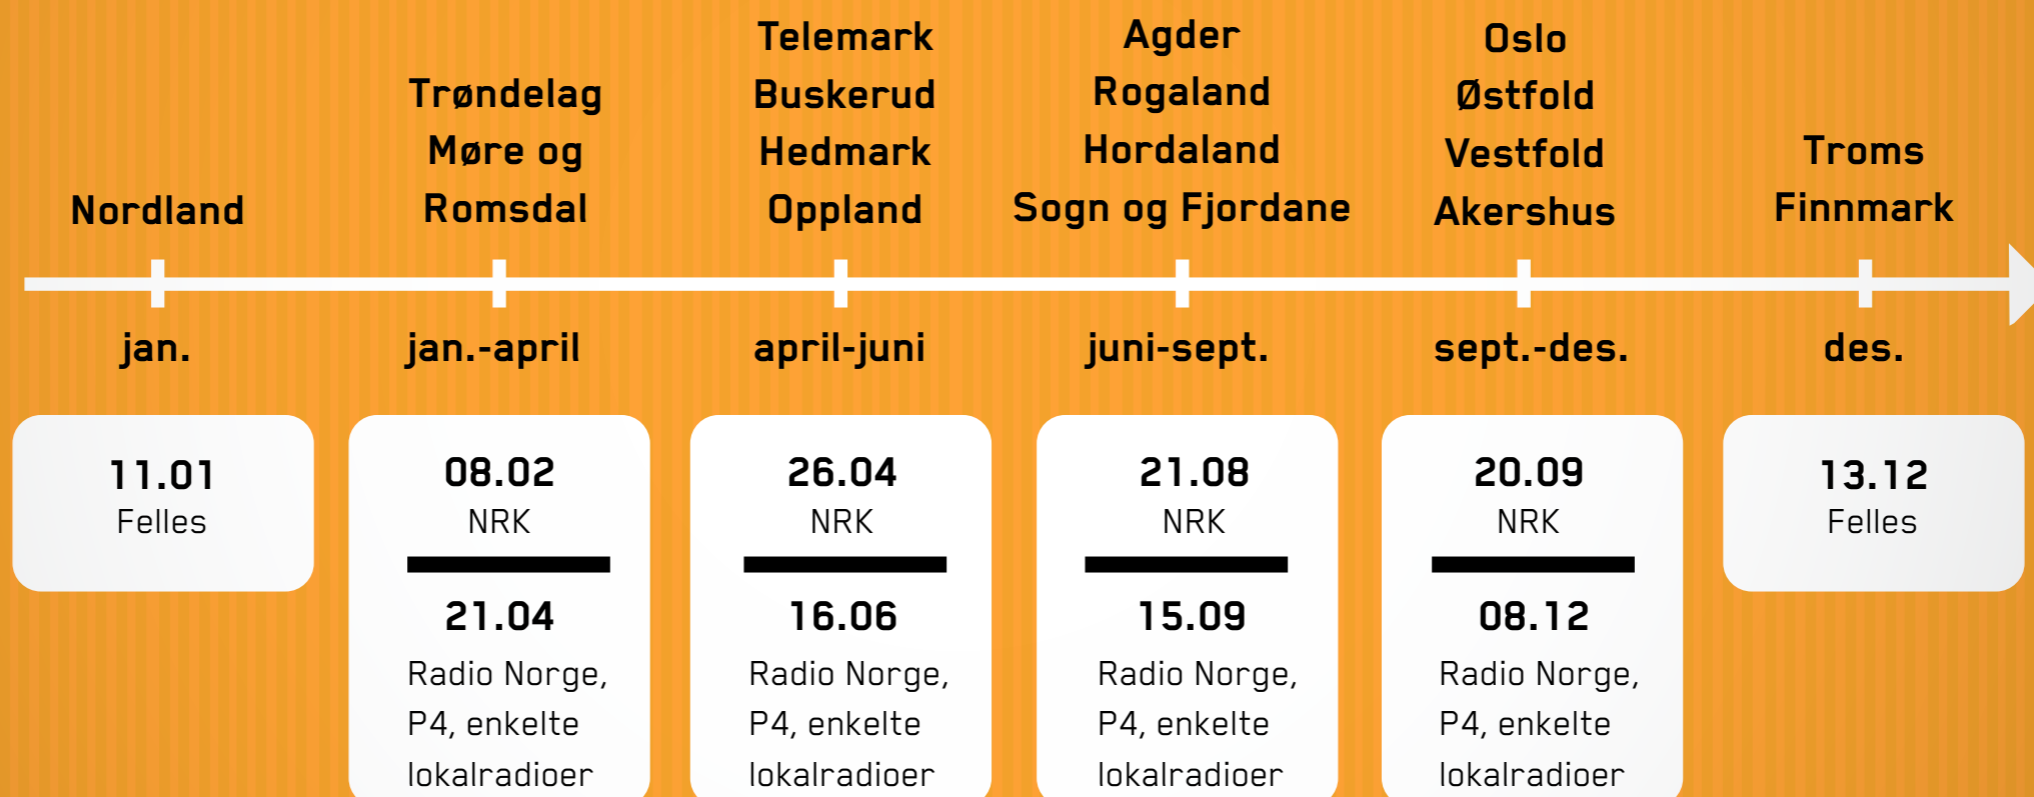 Nordland
Trøndelag
Møre og
Romsdal
Telemark
Buskerud
Hedmark
Oppland
Agder
Rogaland
Hordaland
Sogn og Fjordane
Oslo
Østfold
Vestfold
Akershus
Troms
Finnmark
jan.
jan.-april
april-juni
juni-sept.
sept.-des.
des.
11.01
Felles
08.02
NRK
21.04
Radio Norge,
P4, enkelte
lokalradioer
26.04
NRK
16.06
Radio Norge,
P4, enkelte
lokalradioer
21.08
NRK
15.09
Radio Norge,
P4, enkelte
lokalradioer
20.09
NRK
08.12
Radio Norge,
P4, enkelte
lokalradioer
13.12
Felles